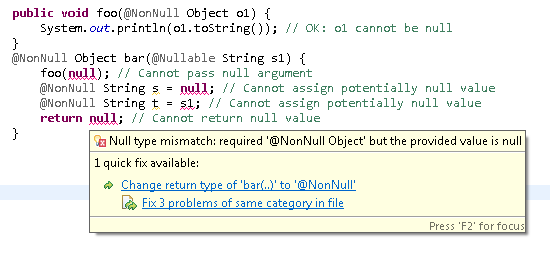 public void foo(@NonNull Object o1) {
    System.out.println(o1.toString()); // OK: o1 cannot be null
}
@NonNull Object bar(@Nullable String s1) {
    foo(null); // Cannot pass null argument
    @NonNull String s = null; // Cannot assign potentially null value
    @NonNull String t = s1; // Cannot assign potentially null value
    return null; // Cannot return null value
}
Null type mismatch: required '@NonNull Object' but the provided value is null
1 quick fix available:
Change return type of 'bar(..)' to '@NonNull'
Fix 3 problems of same category in file
Press 'F2' for focus